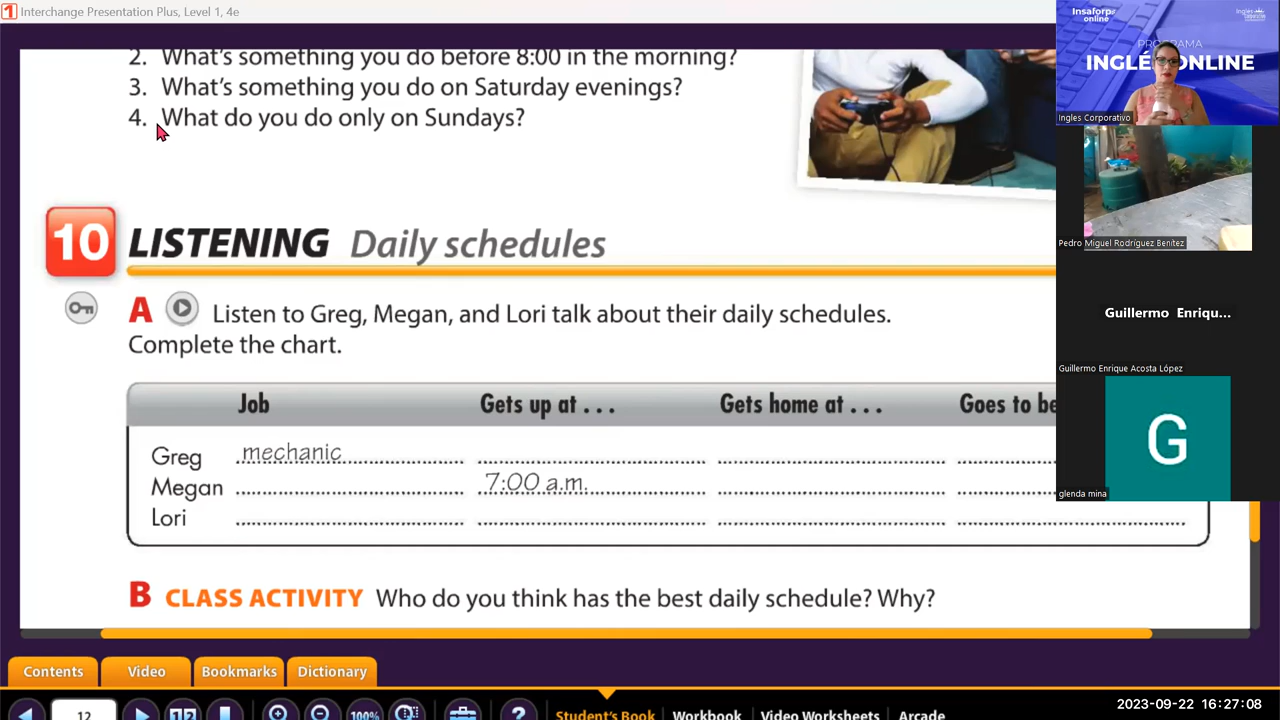 Interchange Presentation Plus, Level 1, 4e
2. What's something you do before 8:00 in the morning?
3. What's something you do on Saturday evenings?
4. What do you do only on Sundays?
10 LISTENING Daily schedules
A Listen to Greg, Megan, and Lori talk about their daily schedules.
Complete the chart.
Job Gets up at . . . Gets home at . . . Goes to be
Greg mechanic
Megan 7:00 a.m.
Lori
B CLASS ACTIVITY Who do you think has the best daily schedule? Why?
Contents Video Bookmarks Dictionary
12 100% ? Student's Book Workbook Video Worksheets Arcade
Insaforp
online
PROGRAMA
INGLÉS ONLINE
Ingles Corporativo
Pedro Miguel Rodríguez Benítez
Guillermo Enriqu...
Guillermo Enrique Acosta López
G
glenda mina
2023-09-22 16:27:08